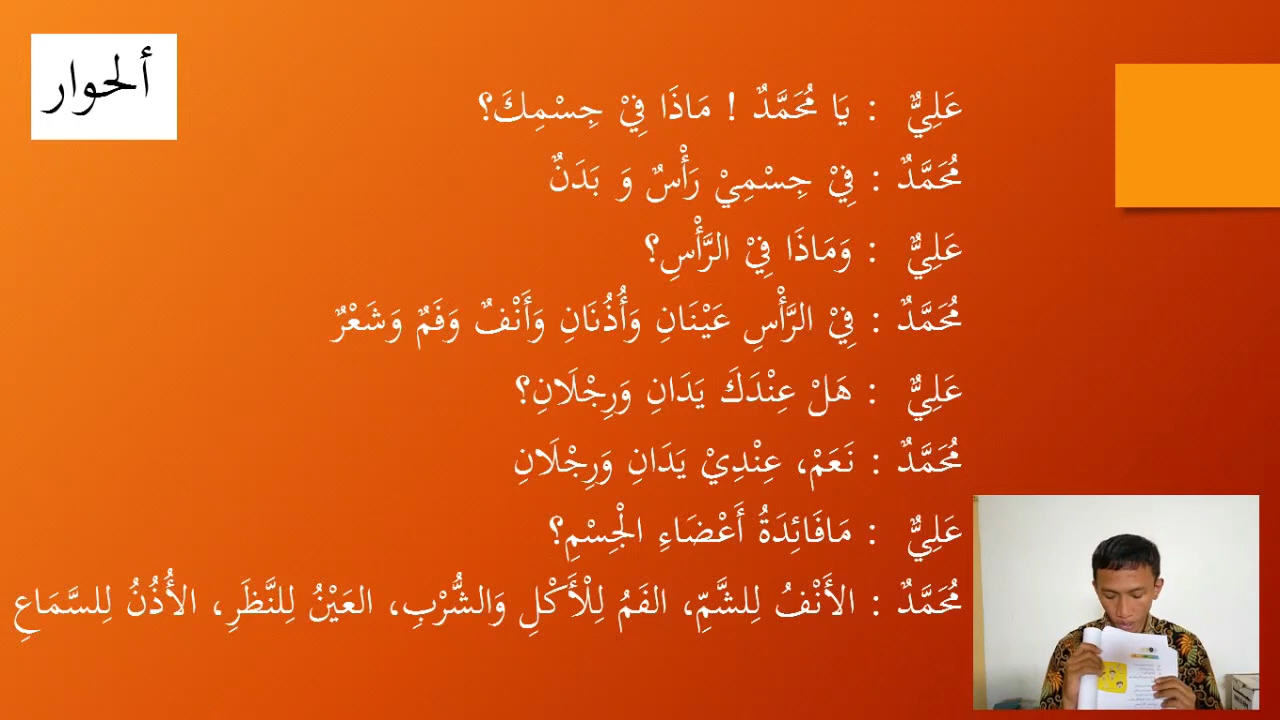 ألحوار
عَلِيٌّ : يَا مُحَمَّدٌ ! مَاذَا فِيْ جِسْمِكَ؟
مُحَمَّدٌ : فِيْ جِسْمِيْ رَأْسٌ وَ بَدَنٌ
عَلِيٌّ : وَمَاذَا فِيْ الرَّأْسِ؟
مُحَمَّدٌ : فِيْ الرَّأْسِ عَيْنَانِ وَأُذُنَانِ وَأَنْفٌ وَفَمٌ وَشَعْرٌ
عَلِيٌّ : هَلْ عِنْدَكَ يَدَانِ وَرِجْلَانِ؟
مُحَمَّدٌ : نَعَمْ، عِنْدِيْ يَدَانِ وَرِجْلَانِ
عَلِيٌّ : مَافَائِدَةُ أَعْضَاءِ الْجِسْمِ؟
مُحَمَّدٌ : الأَنْفُ لِلشَّمِّ، الفَمُ لِلْأَكْلِ وَالشُّرْبِ، العَيْنُ لِلنَّظَرِ، الأُذُنُ لِلسَّمَاعِ